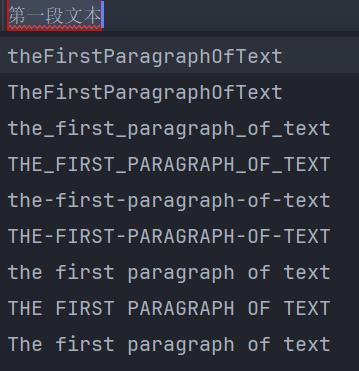 第一段文本
theFirstParagraphOfText
TheFirstParagraphOfText
the_first_paragraph_of_text
THE_FIRST_PARAGRAPH_OF_TEXT
the-first-paragraph-of-text
THE-FIRST-PARAGRAPH-OF-TEXT
the first paragraph of text
THE FIRST PARAGRAPH OF TEXT
The first paragraph of text